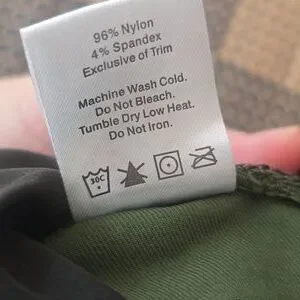 96% Nylon
4% Spandex
Exclusive of Trim
Machine Wash Cold.
Do Not Bleach.
Tumble Dry Low Heat.
Do Not Iron.
30C